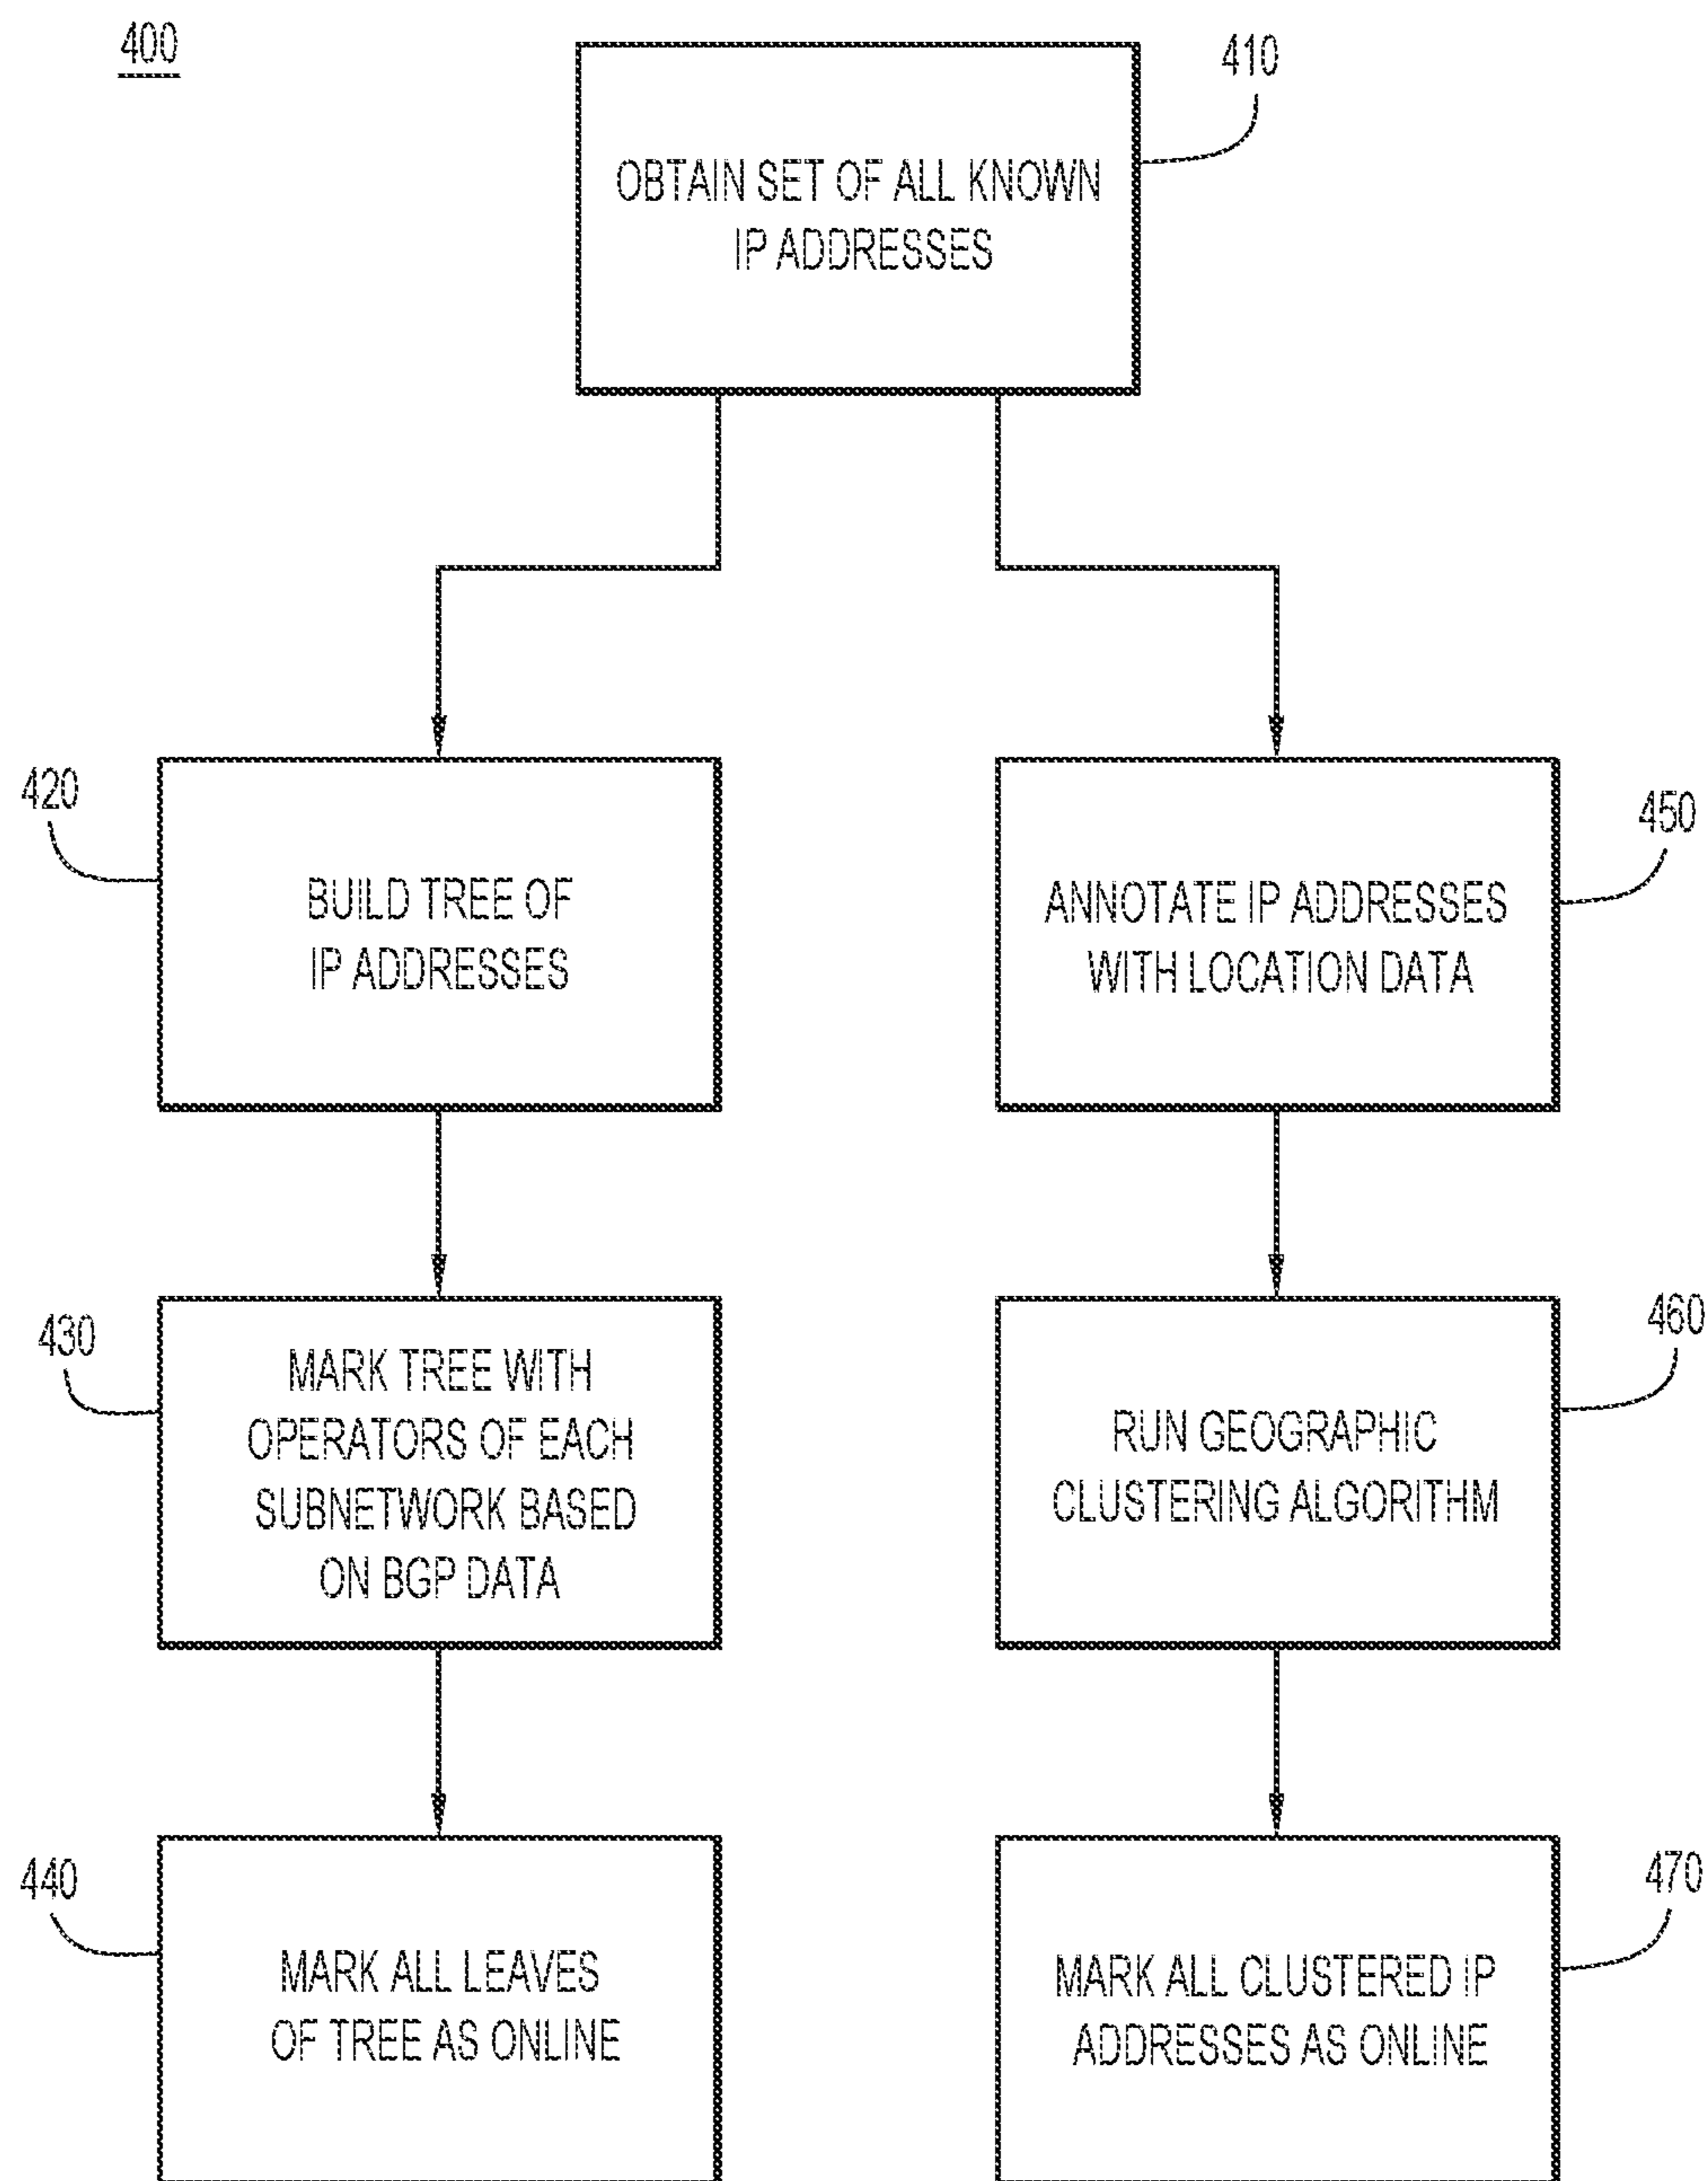 400
410
OBTAIN SET OF ALL KNOWN
IP ADDRESSES
420
BUILD TREE OF
IP ADDRESSES
450
ANNOTATE IP ADDRESSES
WITH LOCATION DATA
430
MARK TREE WITH
OPERATORS OF EACH
SUBNETWORK BASED
ON BGP DATA
460
RUN GEOGRAPHIC
CLUSTERING ALGORITHM
440
MARK ALL LEAVES
OF TREE AS ONLINE
470
MARK ALL CLUSTERED IP
ADDRESSES AS ONLINE